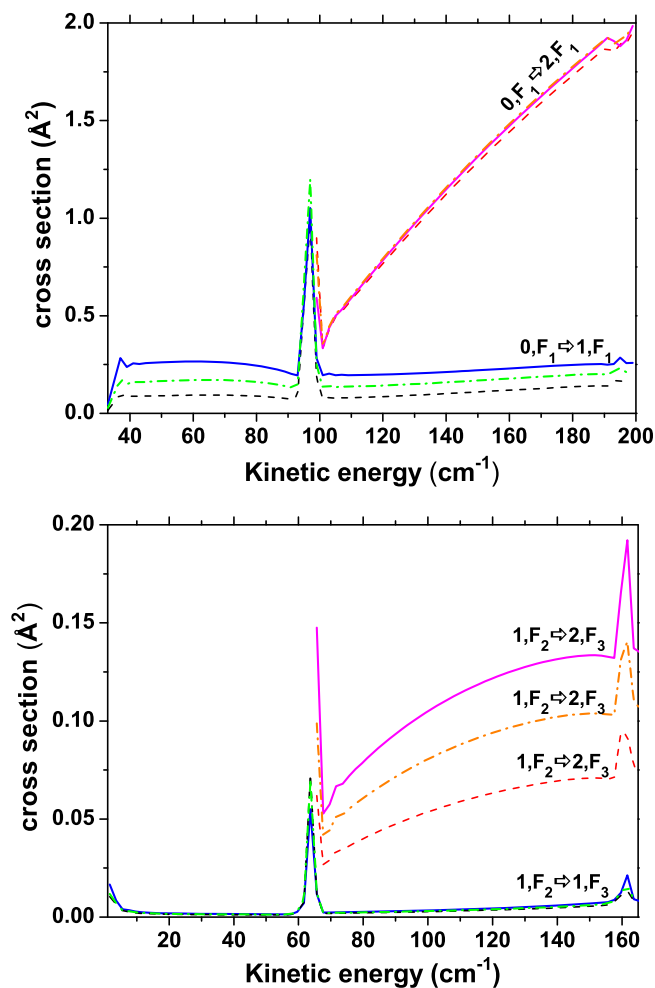 2.0
1.5
1.0
0.5
0.0
cross section (Å²)
0,F₁⇨2,F₁
0,F₁⇨1,F₁
40 60 80 100 120 140 160 180 200
Kinetic energy (cm⁻¹)
0.20
0.15
0.10
0.05
0.00
cross section (Å²)
1,F₂⇨2,F₃
1,F₂⇨2,F₃
1,F₂⇨2,F₃
1,F₂⇨1,F₃
20 40 60 80 100 120 140 160
Kinetic energy (cm⁻¹)